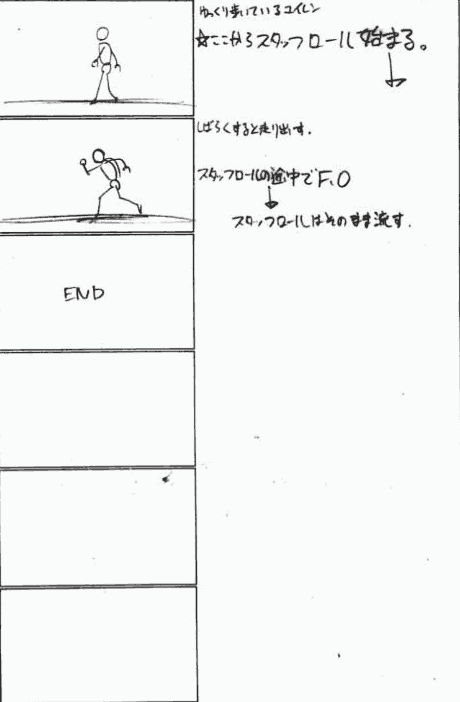 ゆっくり歩いているユイレン
☆ここからスタッフロール始まる。
しばらくすると走り出す.
スタッフロールの途中でF.O
スタッフロールはそのまま流す.
END